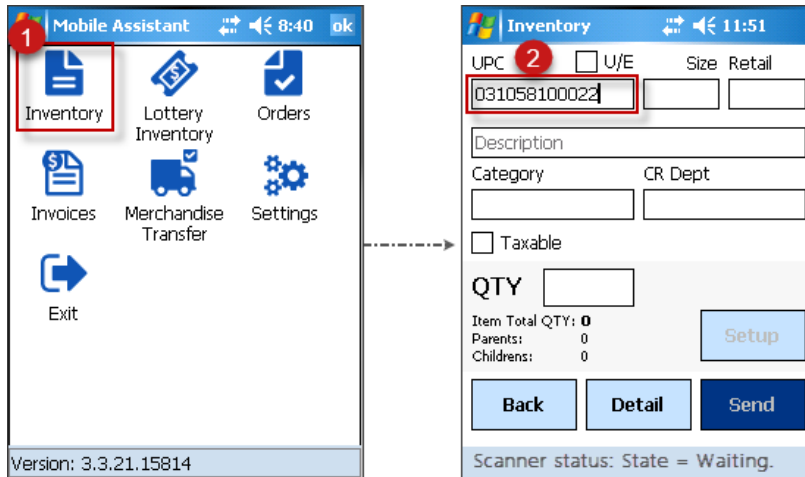 Mobile Assistant 8:40 ok
1
Inventory Lottery Inventory Orders
Invoices Merchandise Transfer Settings
Exit
Version: 3.3.21.15814
Inventory 11:51
UPC 2 U/E Size Retail
031058100022
Description
Category CR Dept
Taxable
QTY
Item Total QTY: 0
Parents: 0
Childrens: 0
Setup
Back Detail Send
Scanner status: State = Waiting.